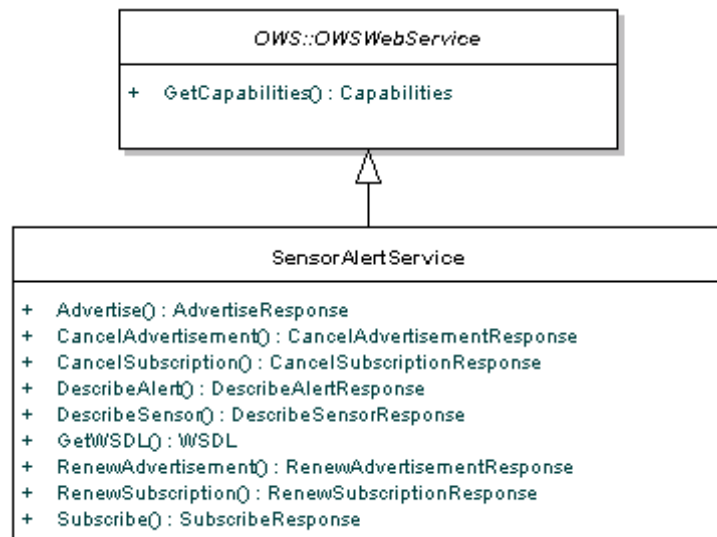 OWS::OWSWebService
+ GetCapabilities() : Capabilities
SensorAlertService
+ Advertise() : AdvertiseResponse
+ CancelAdvertisement() : CancelAdvertisementResponse
+ CancelSubscription() : CancelSubscriptionResponse
+ DescribeAlert() : DescribeAlertResponse
+ DescribeSensor() : DescribeSensorResponse
+ GetWSDL() : WSDL
+ RenewAdvertisement() : RenewAdvertisementResponse
+ RenewSubscription() : RenewSubscriptionResponse
+ Subscribe() : SubscribeResponse